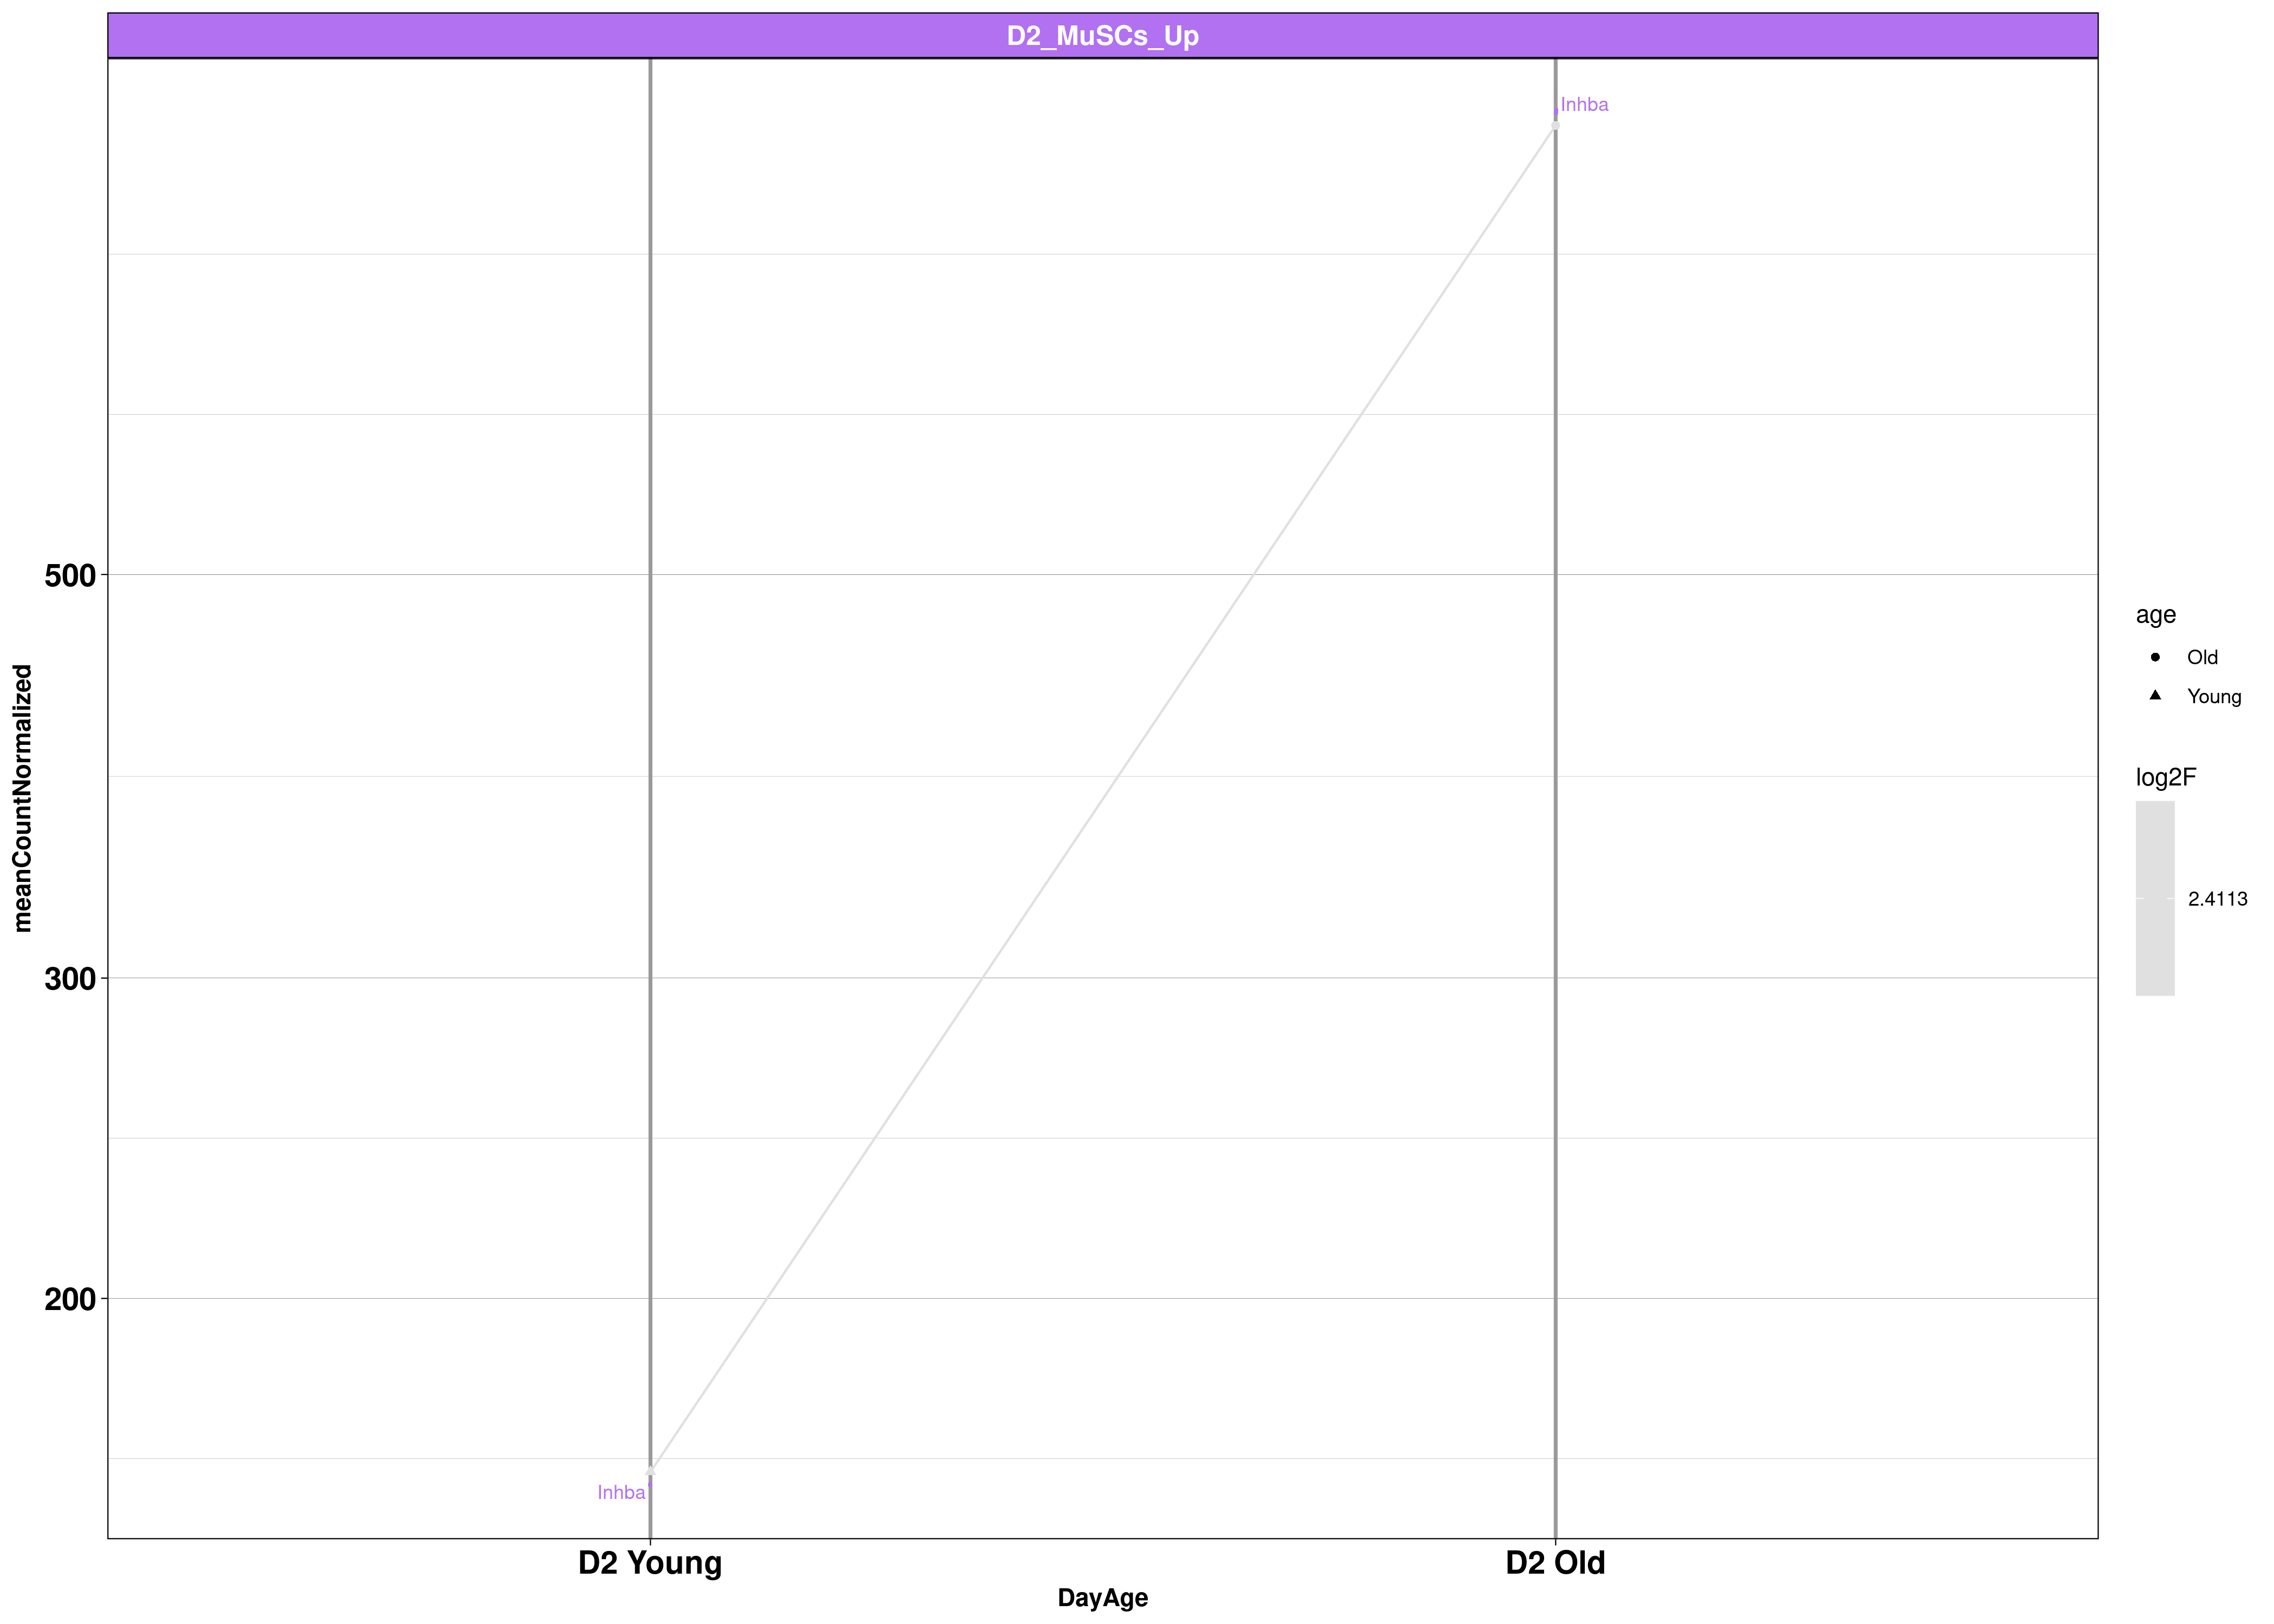 D2_MuSCs_Up
Inhba
500
age
Old
Young
meanCountNormalized
log2F
2.4113
300
200
Inhba
D2 Young
D2 Old
DayAge